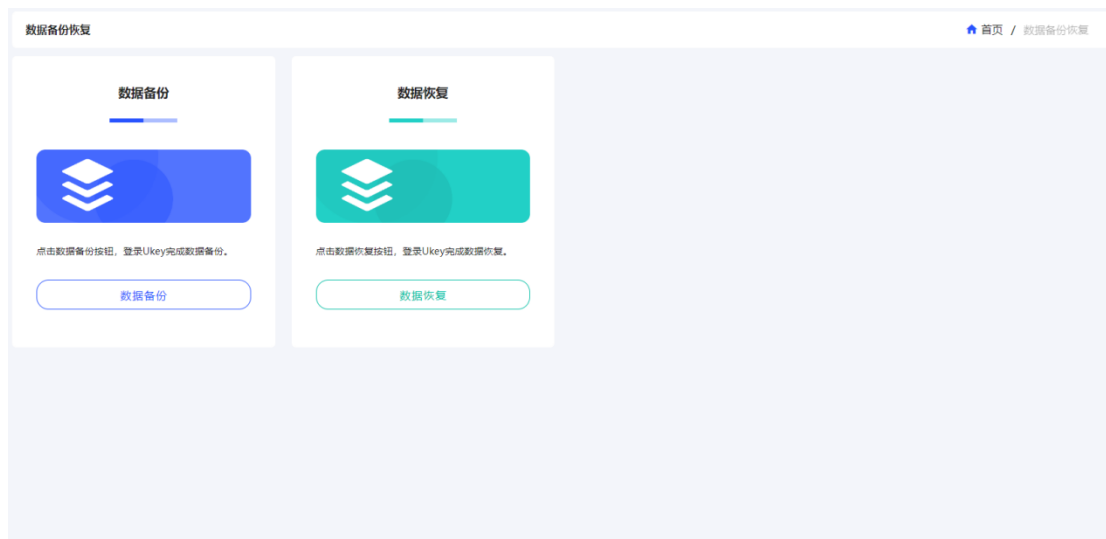 数据备份恢复
首页 / 数据备份恢复
数据备份
数据恢复
点击数据备份按钮，登录Ukey完成数据备份。
点击数据恢复按钮，登录Ukey完成数据恢复。
数据备份
数据恢复